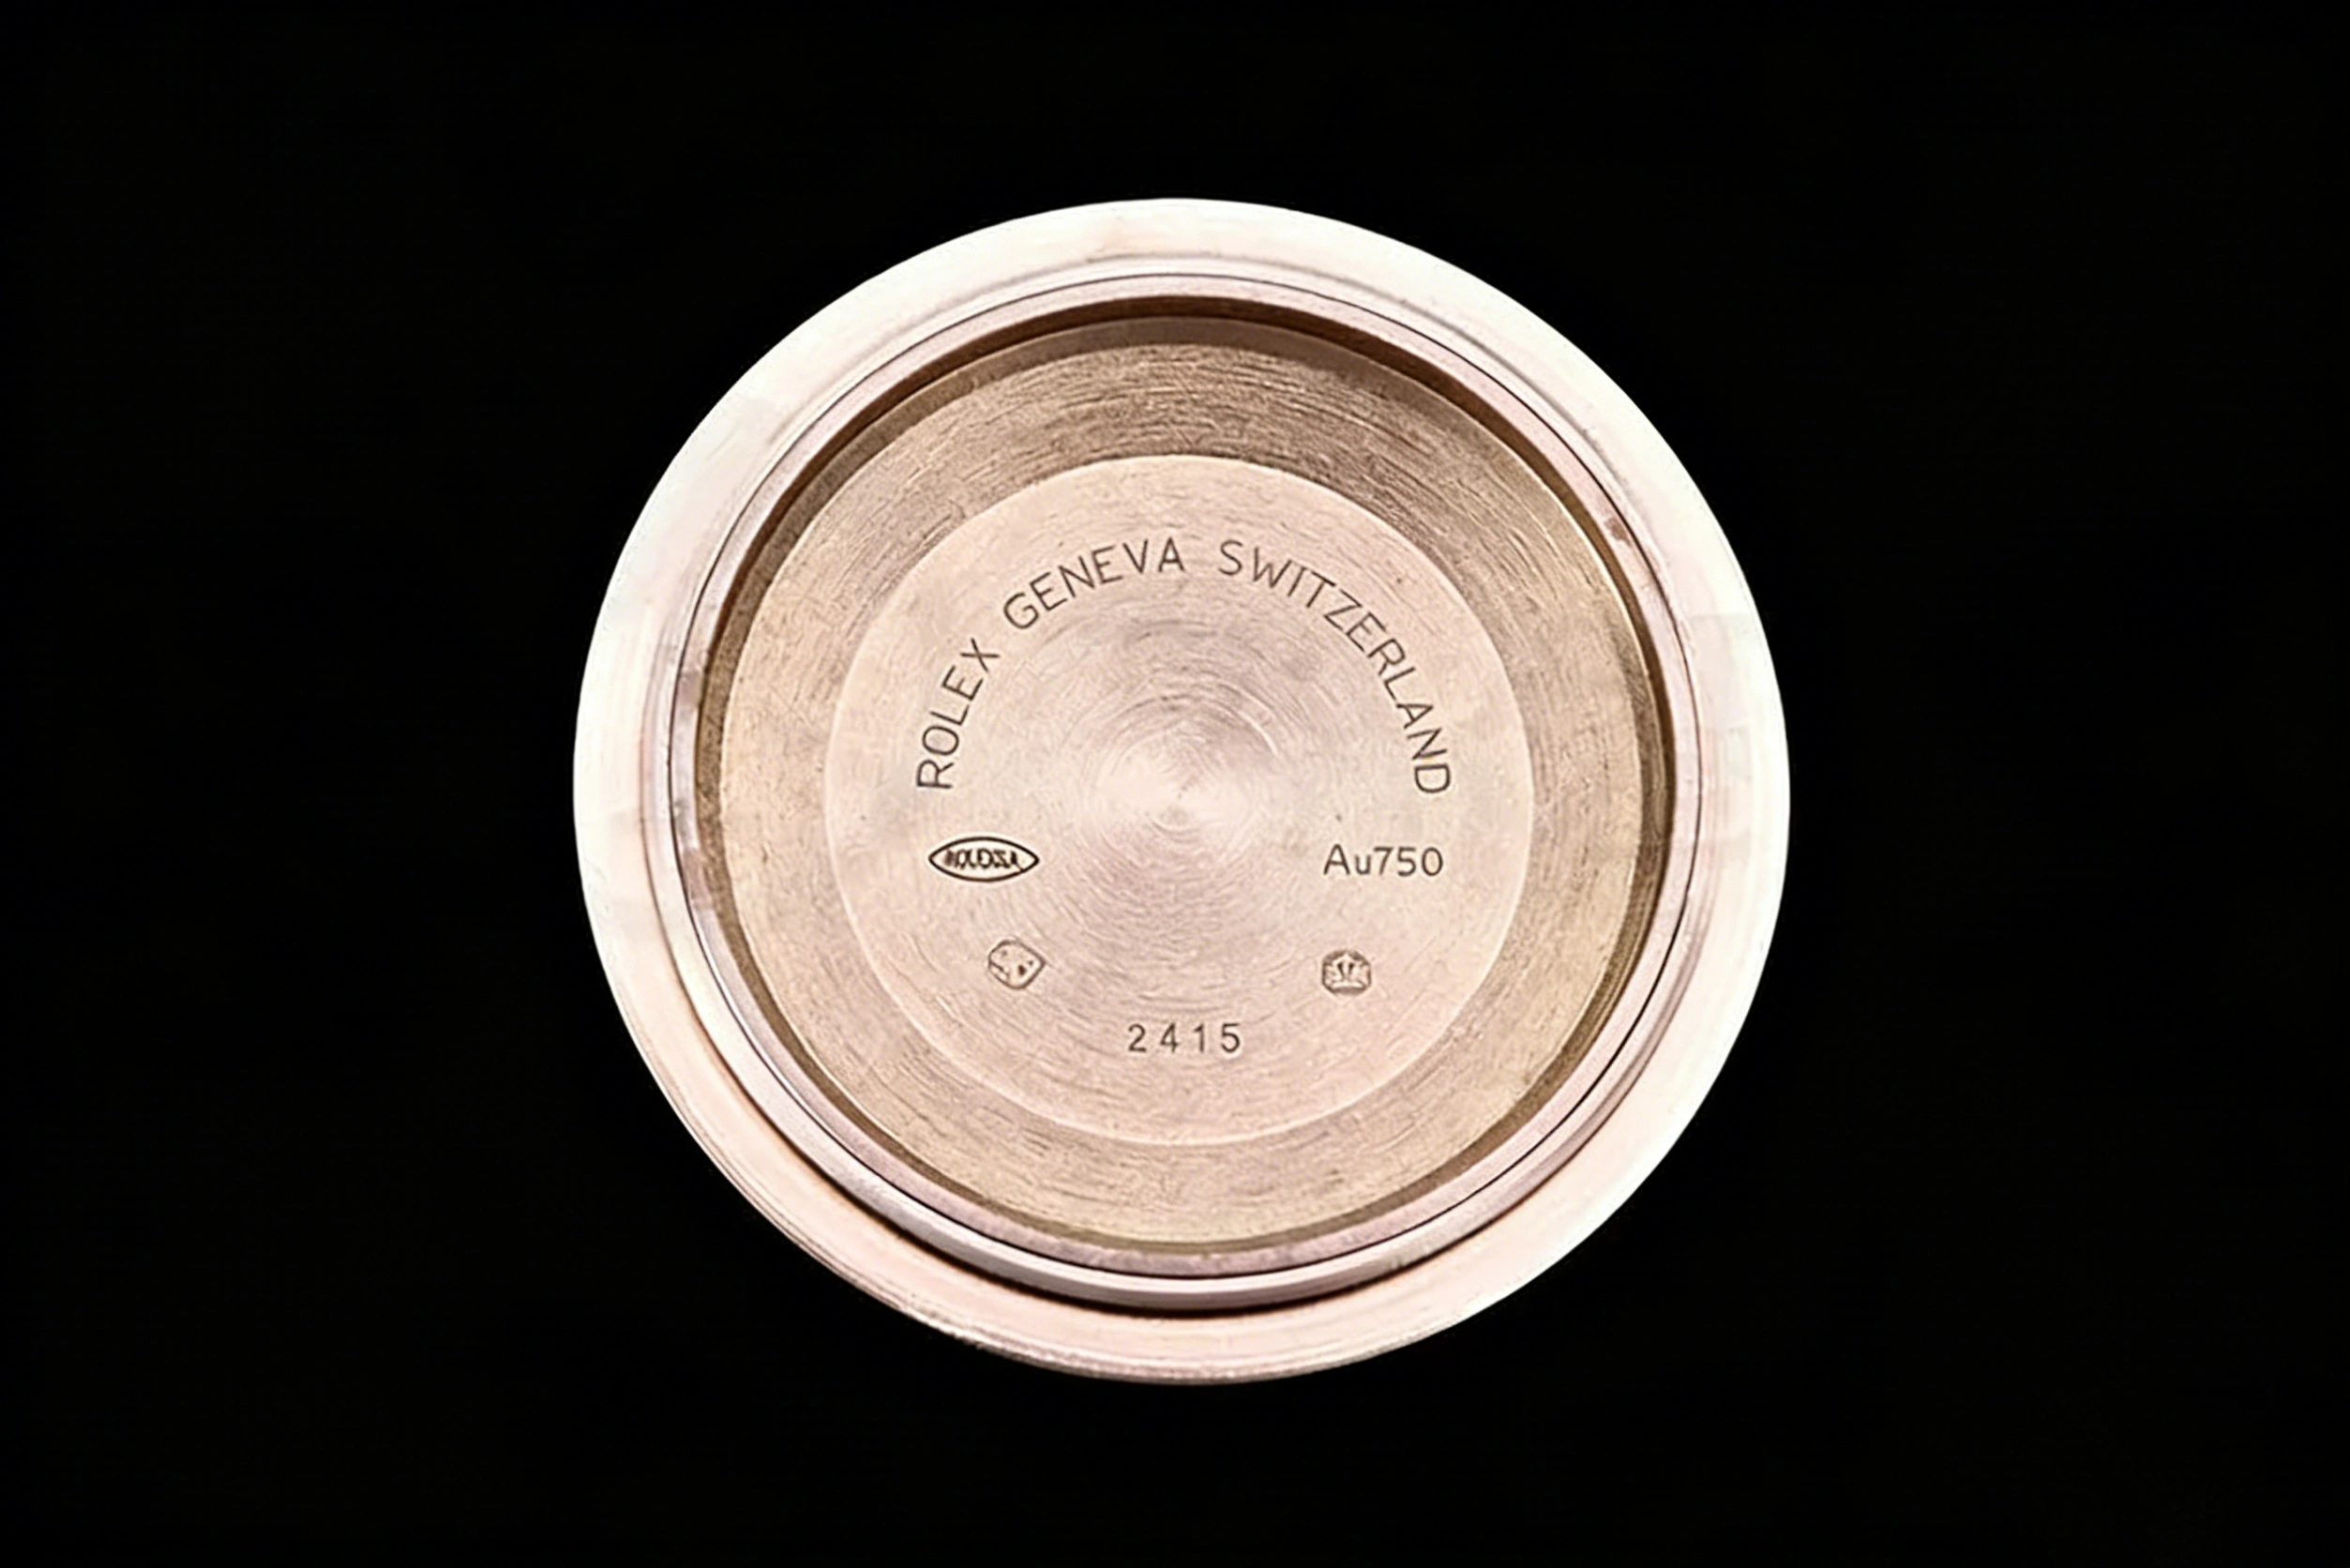 ROLEX GENEVA SWITZERLAND
Au750
2415